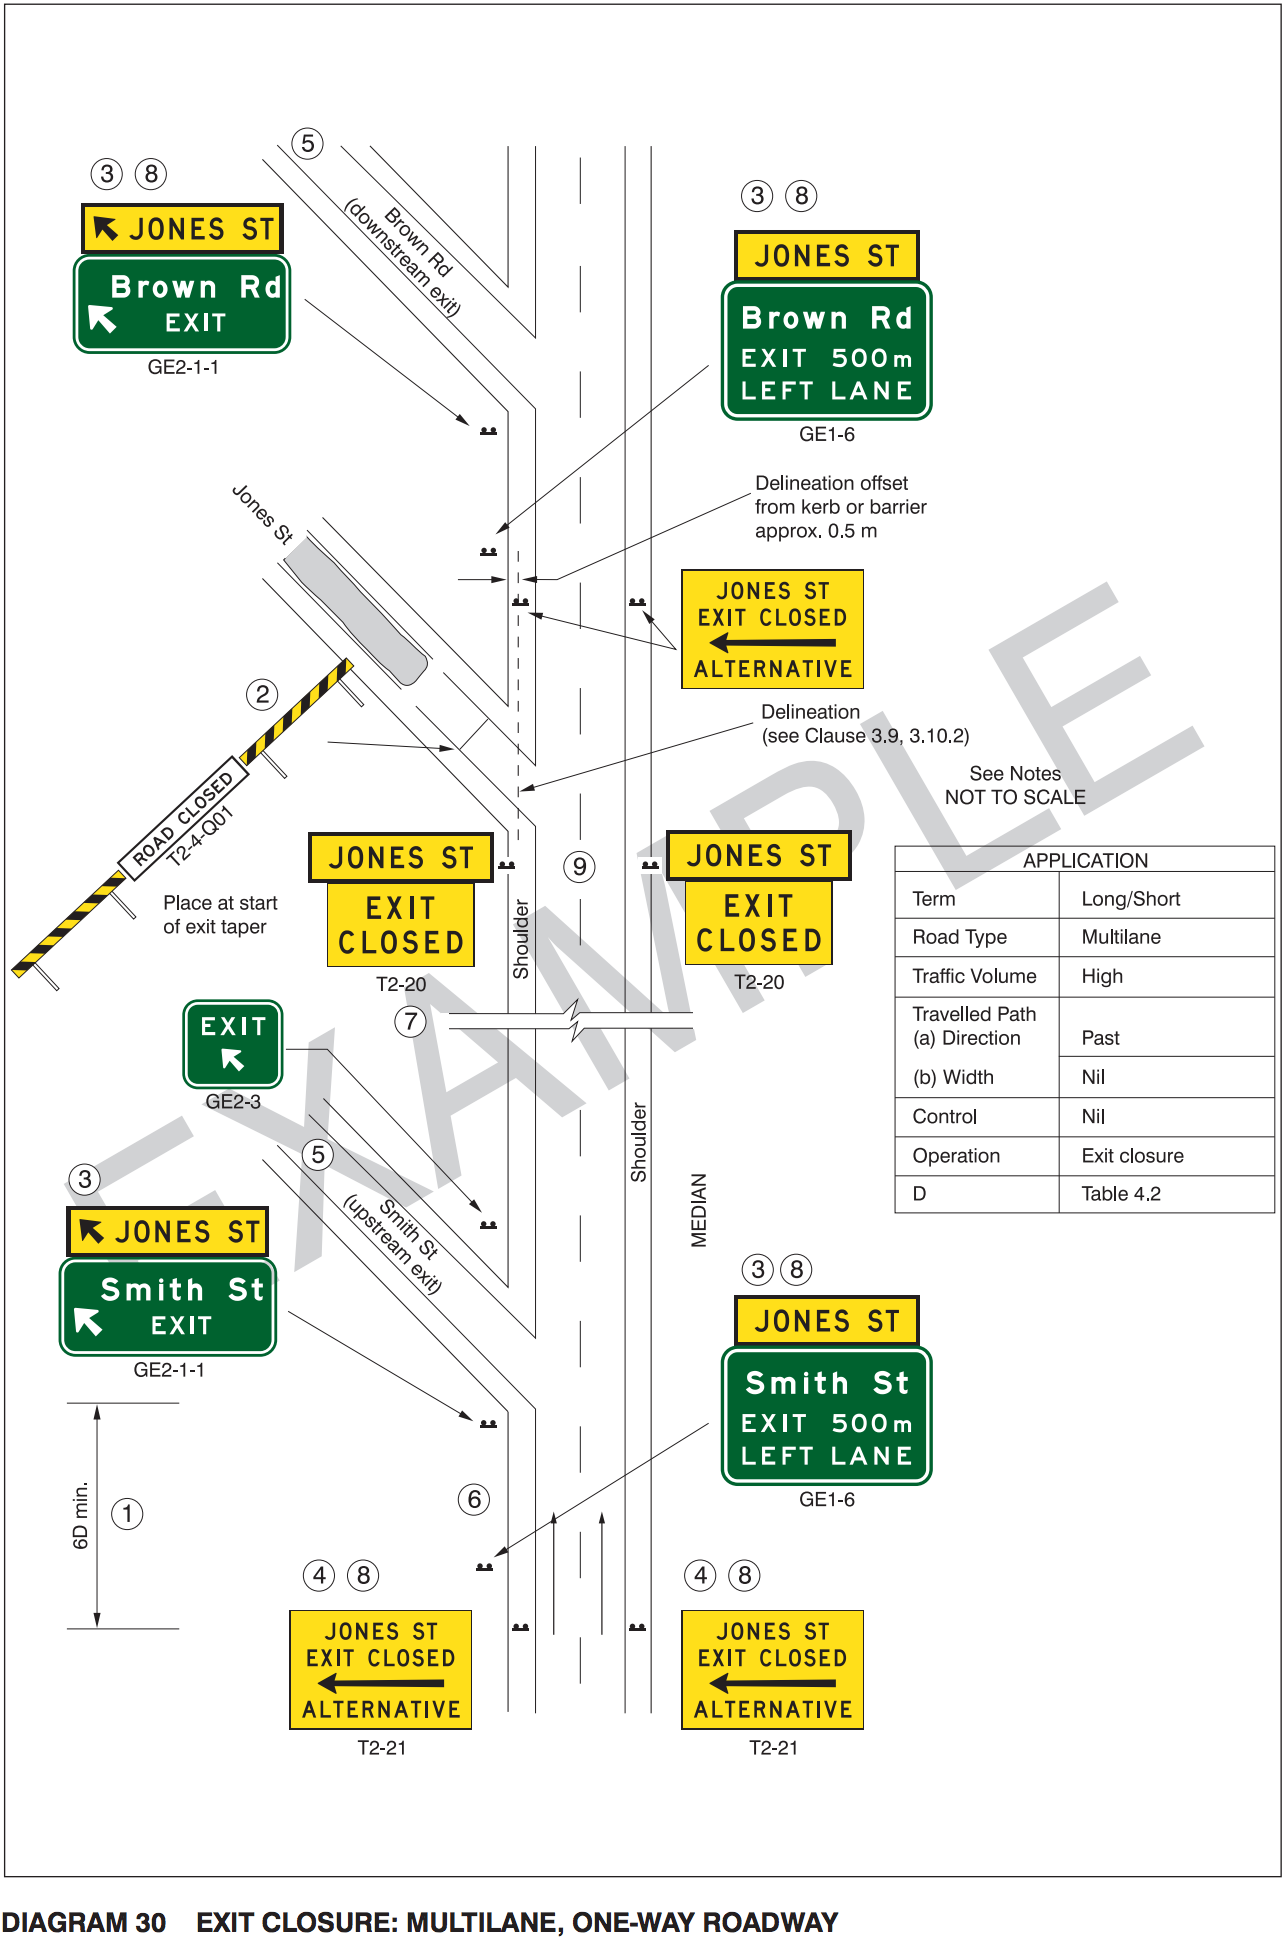 5
3 8
JONES ST
Brown Rd
EXIT
GE2-1-1
Brown Rd
(downstream exit)
3 8
JONES ST
Brown Rd
EXIT 500m
LEFT LANE
GE1-6
Delineation offset
from kerb or barrier
approx. 0.5 m
Jones St
JONES ST
EXIT CLOSED
ALTERNATIVE
2
Delineation
(see Clause 3.9, 3.10.2)
See Notes
NOT TO SCALE
ROAD CLOSED
T2-4-Q01
Place at start
of exit taper
JONES ST
EXIT
CLOSED
T2-20
9
JONES ST
EXIT
CLOSED
T2-20
Shoulder
APPLICATION
Term Long/Short
Road Type Multilane
Traffic Volume High
Travelled Path
(a) Direction Past
(b) Width Nil
Control Nil
Operation Exit closure
D Table 4.2
EXAMPLE
7
EXIT
GE2-3
5
Smith St
(upstream exit)
Shoulder
MEDIAN
3
JONES ST
Smith St
EXIT
GE2-1-1
3 8
JONES ST
Smith St
EXIT 500m
LEFT LANE
GE1-6
6D min.
1
6
4 8
JONES ST
EXIT CLOSED
ALTERNATIVE
T2-21
4 8
JONES ST
EXIT CLOSED
ALTERNATIVE
T2-21
DIAGRAM 30 EXIT CLOSURE: MULTILANE, ONE-WAY ROADWAY